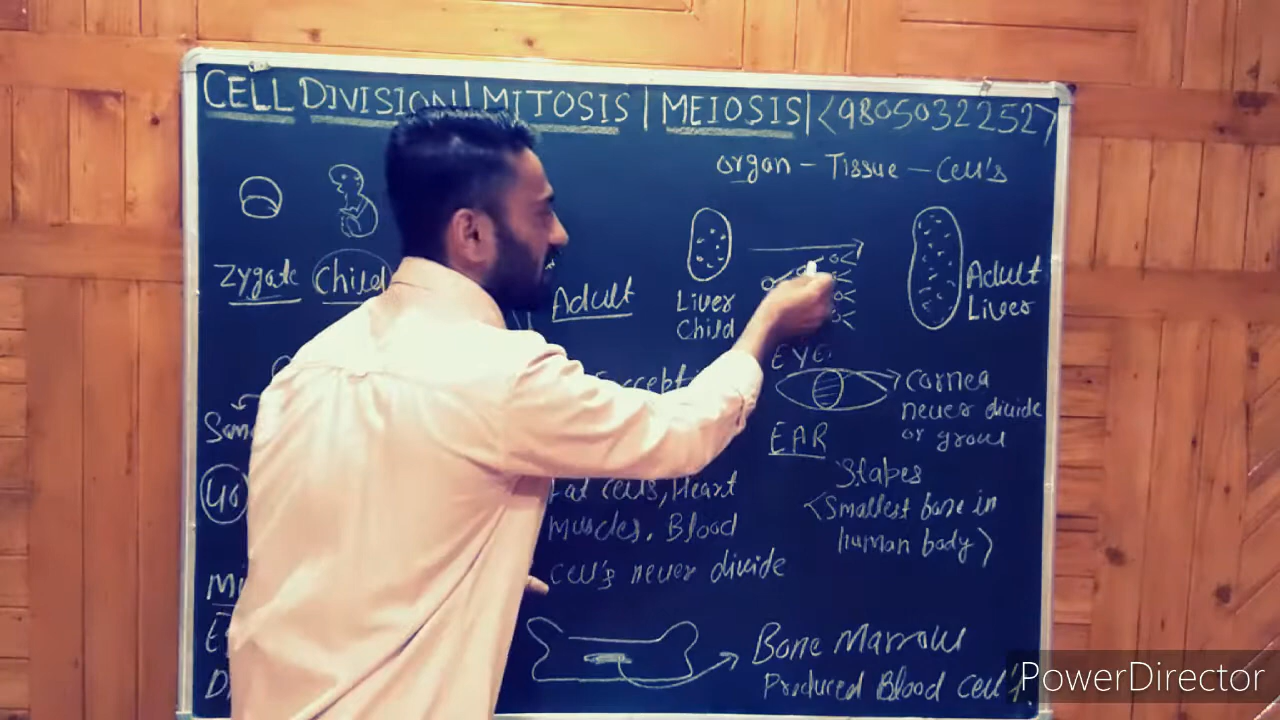 CELL DIVISION | MITOSIS | MEIOSIS | <9805032252>
organ - Tissue - Cell's
Zygate Child Adult
Liver
Child
Adult
Liver
EYE
Cornea
never divide
or grow
EAR
Stapes
<Smallest bone in
human body>
Fat cells, Heart
Muscles. Blood
Cell's never divide
Bone Marrow
Produced Blood Cell's
PowerDirector